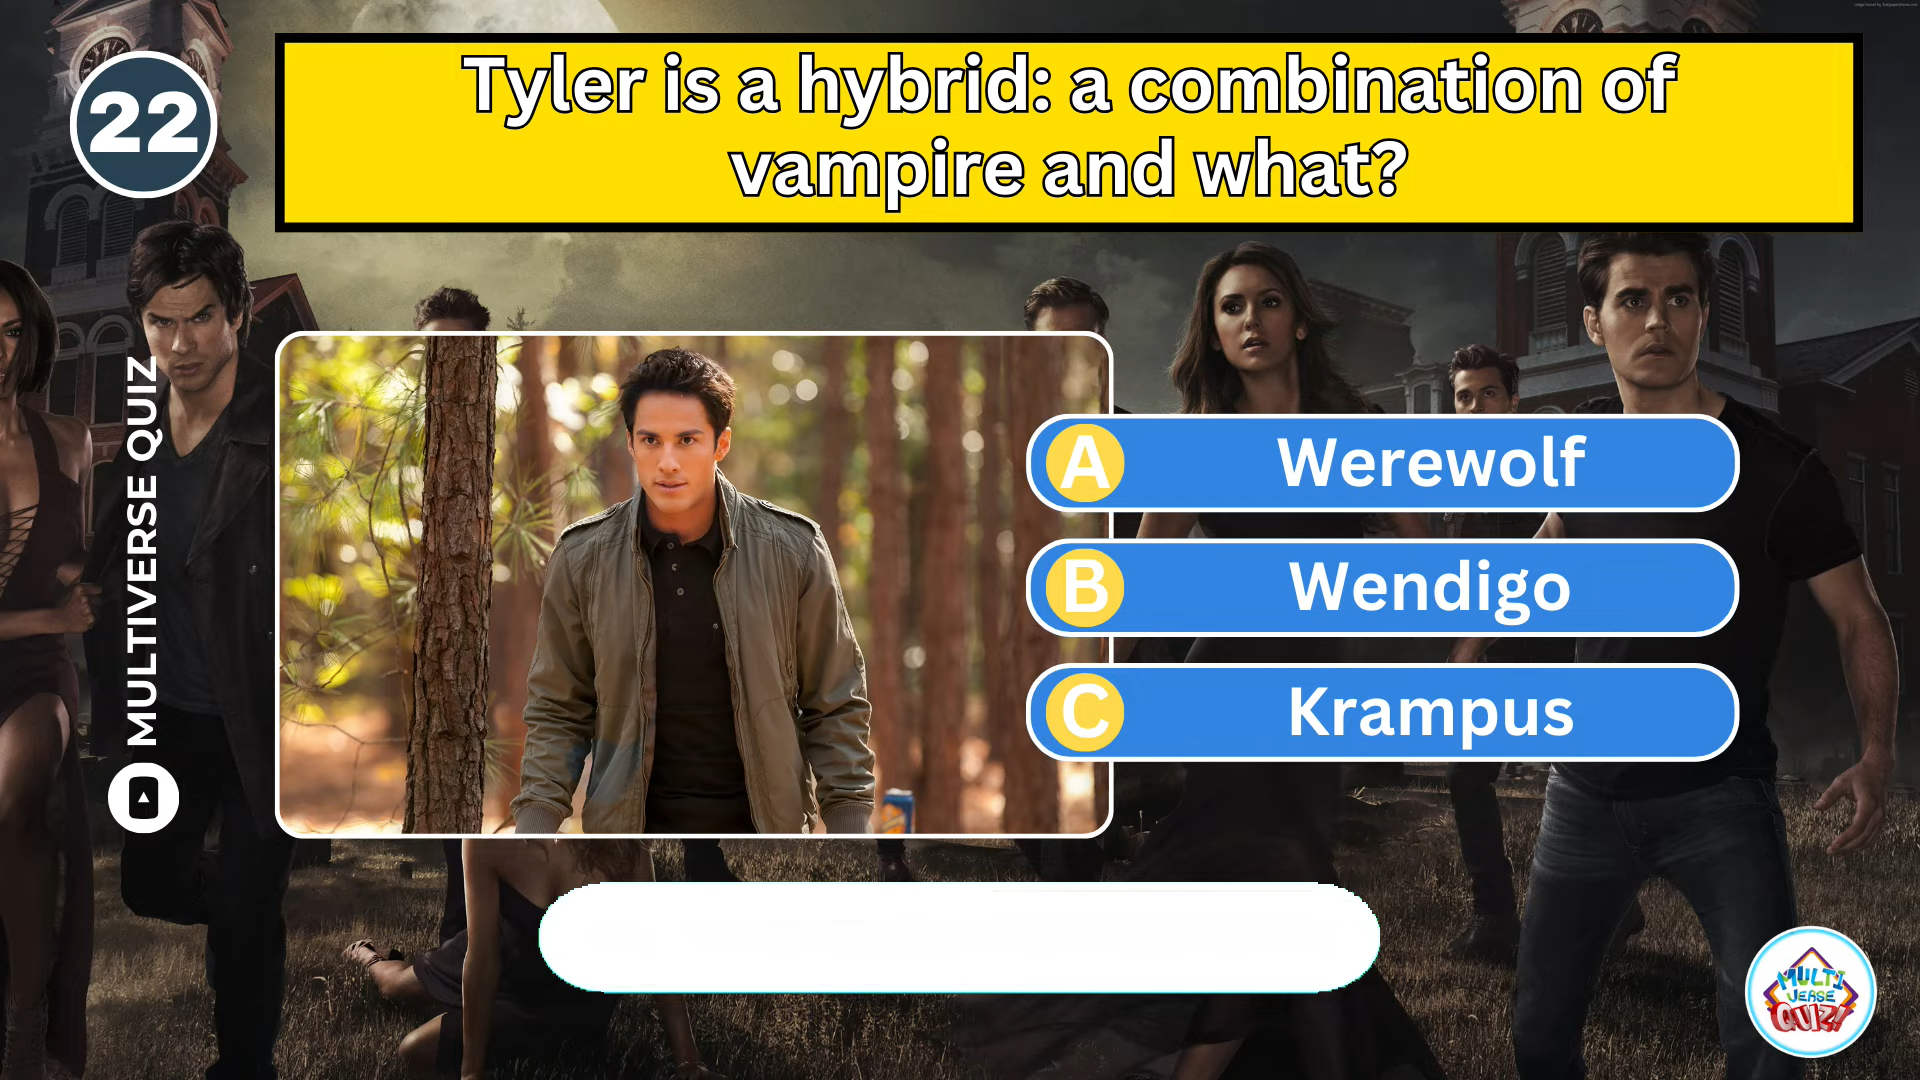 22
Tyler is a hybrid: a combination of
vampire and what?
MULTIVERSE QUIZ
A Werewolf
B Wendigo
C Krampus
MULTI
VERSE
QUIZ!